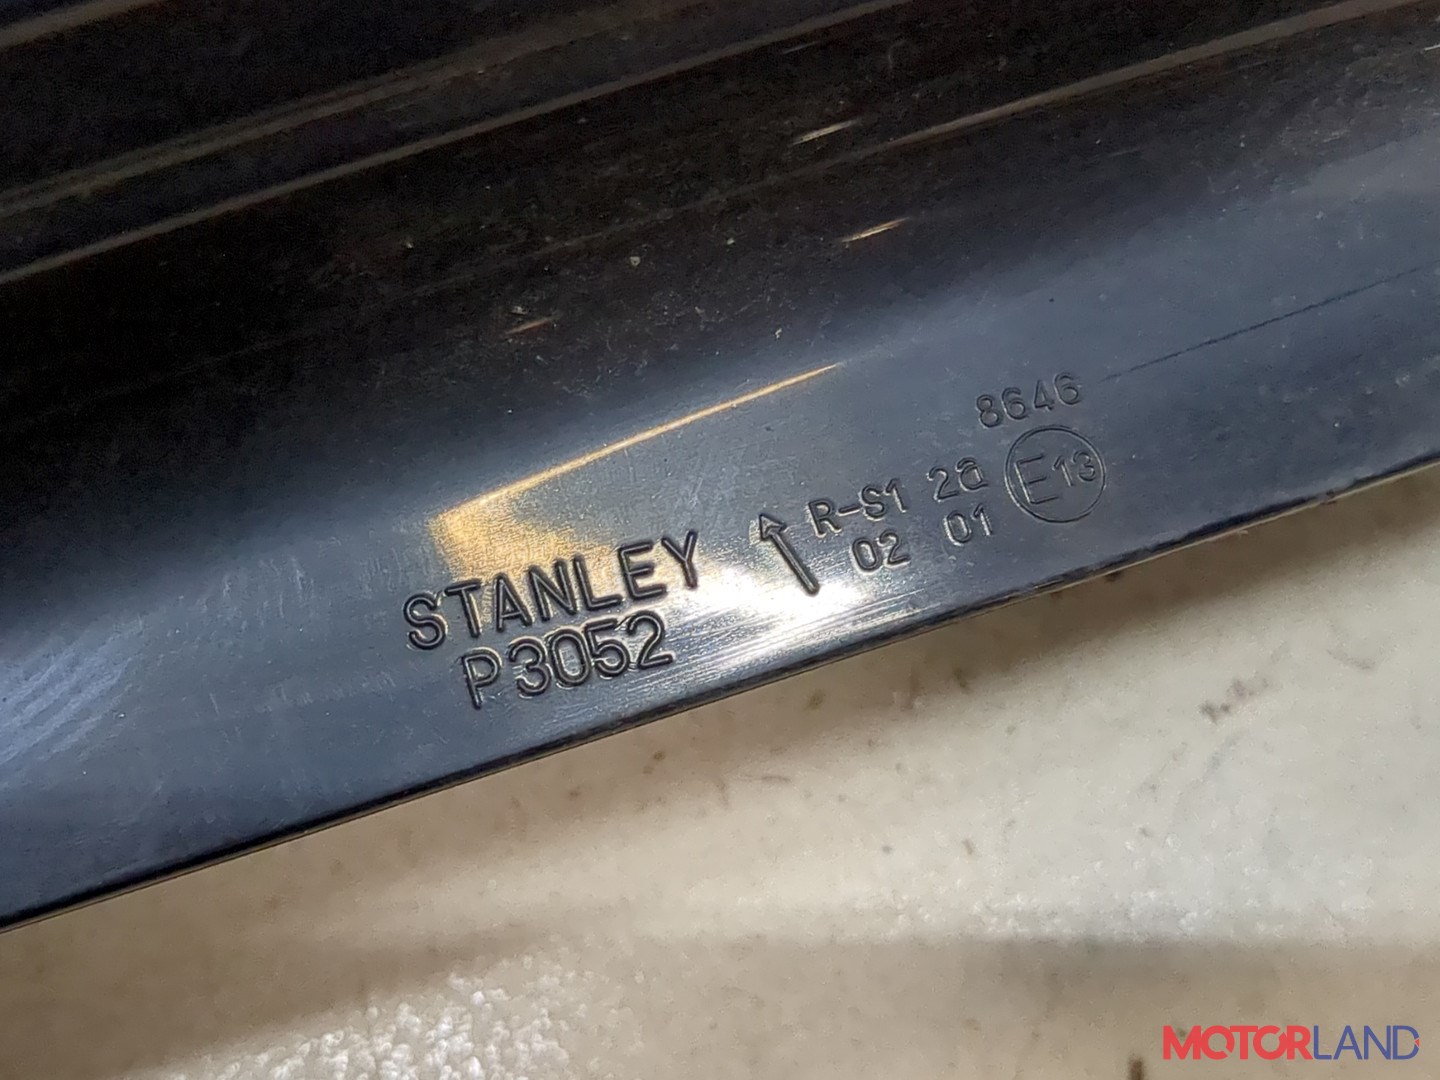 8646
R-S1 2a E13
02 01
STANLEY
P3052
MOTORLAND